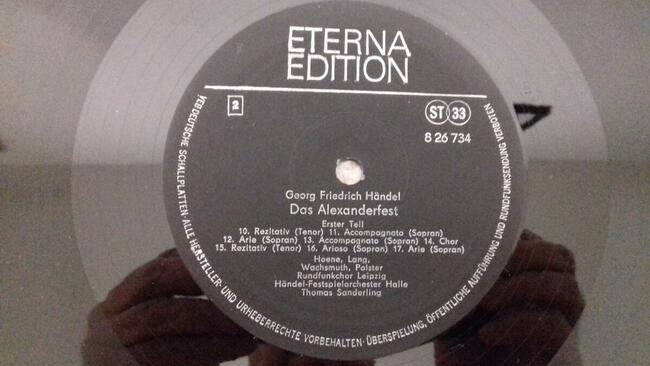 ETERNA
EDITION
2
ST 33
8 26 734
Georg Friedrich Händel
Das Alexanderfest
Erster Teil
10. Rezitativ (Tenor) 11. Accompagnato (Sopran)
12. Arie (Sopran) 13. Accompagnato (Sopran) 14. Chor
15. Rezitativ (Tenor) 16. Arioso (Sopran) 17. Arie (Sopran)
Hoene, Lang,
Wachsmuth, Polster
Rundfunkchor Leipzig
Händel-Festspielorchester Halle
Thomas Sanderling
VEB DEUTSCHE SCHALLPLATTEN · ALLE HERSTELLER- UND URHEBERRECHTE VORBEHALTEN · ÜBERSPIELUNG, ÖFFENTLICHE AUFFÜHRUNG UND RUNDFUNKSENDUNG VERBOTEN